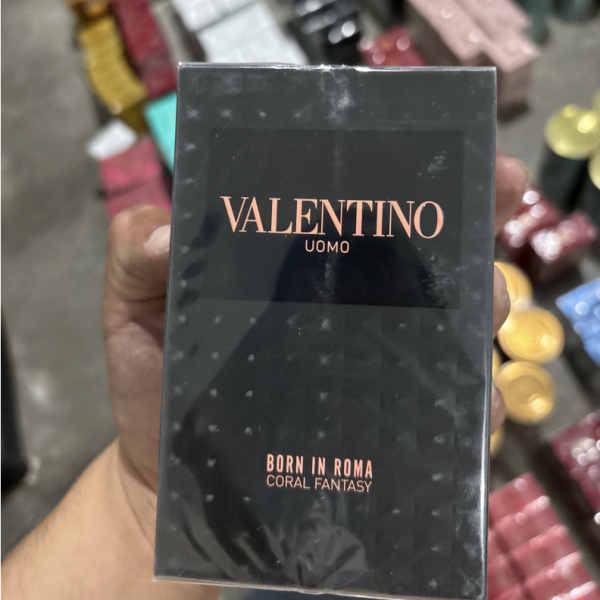 VALENTINO
UOMO
BORN IN ROMA
CORAL FANTASY